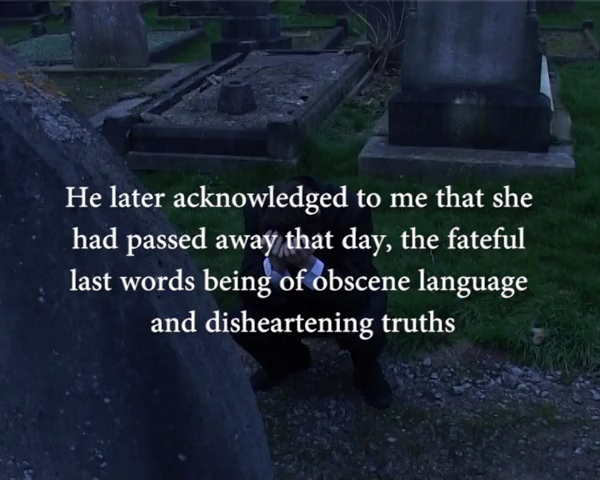 He later acknowledged to me that she
had passed away that day, the fateful
last words being of obscene language
and disheartening truths